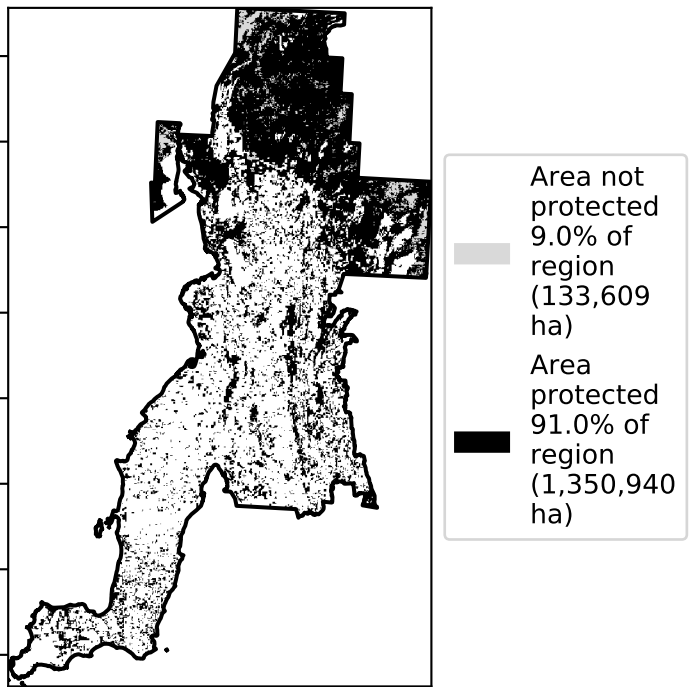 Area not
protected
9.0% of
region
(133,609
ha)
Area
protected
91.0% of
region
(1,350,940
ha)